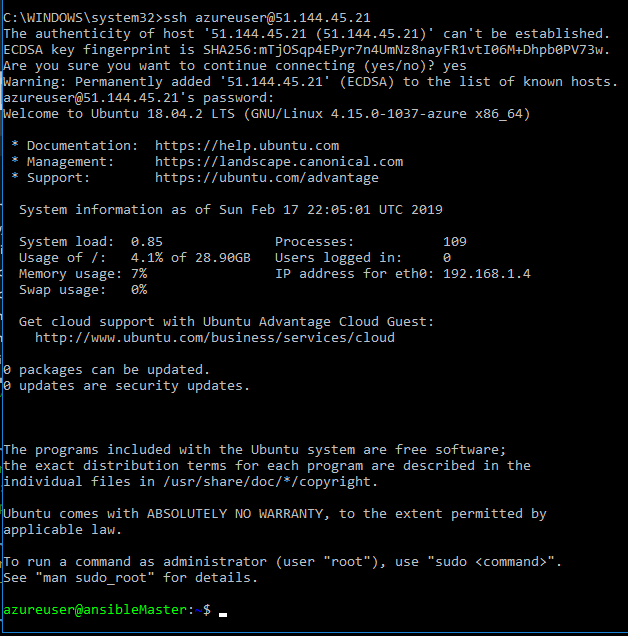 C:\WINDOWS\system32>ssh azureuser@51.144.45.21
The authenticity of host '51.144.45.21 (51.144.45.21)' can't be established.
ECDSA key fingerprint is SHA256:mTjOSqp4EPyr7n4UmNz8nayFR1vtI06M+Dhpb0PV73w.
Are you sure you want to continue connecting (yes/no)? yes
Warning: Permanently added '51.144.45.21' (ECDSA) to the list of known hosts.
azureuser@51.144.45.21's password:
Welcome to Ubuntu 18.04.2 LTS (GNU/Linux 4.15.0-1037-azure x86_64)
* Documentation:  https://help.ubuntu.com
* Management:     https://landscape.canonical.com
* Support:        https://ubuntu.com/advantage
System information as of Sun Feb 17 22:05:01 UTC 2019
System load:  0.85              Processes:           109
Usage of /:   4.1% of 28.90GB   Users logged in:     0
Memory usage: 7%                IP address for eth0: 192.168.1.4
Swap usage:   0%
Get cloud support with Ubuntu Advantage Cloud Guest:
http://www.ubuntu.com/business/services/cloud
0 packages can be updated.
0 updates are security updates.
The programs included with the Ubuntu system are free software;
the exact distribution terms for each program are described in the
individual files in /usr/share/doc/*/copyright.
Ubuntu comes with ABSOLUTELY NO WARRANTY, to the extent permitted by
applicable law.
To run a command as administrator (user "root"), use "sudo <command>".
See "man sudo_root" for details.
azureuser@ansibleMaster:~$